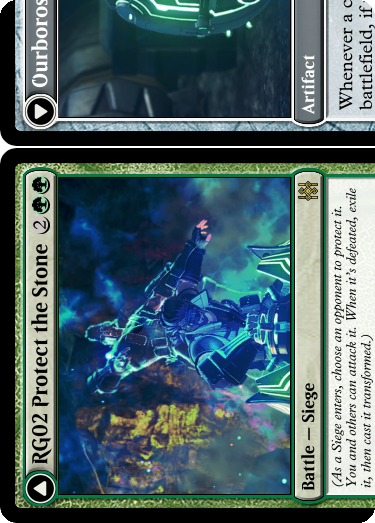 Ourboros
Artifact
Whenever a c
battlefield, if
RG02 Protect the Stone 2
Battle — Siege
(As a Siege enters, choose an opponent to protect it.
You and others can attack it. When it's defeated, exile
it, then cast it transformed.)